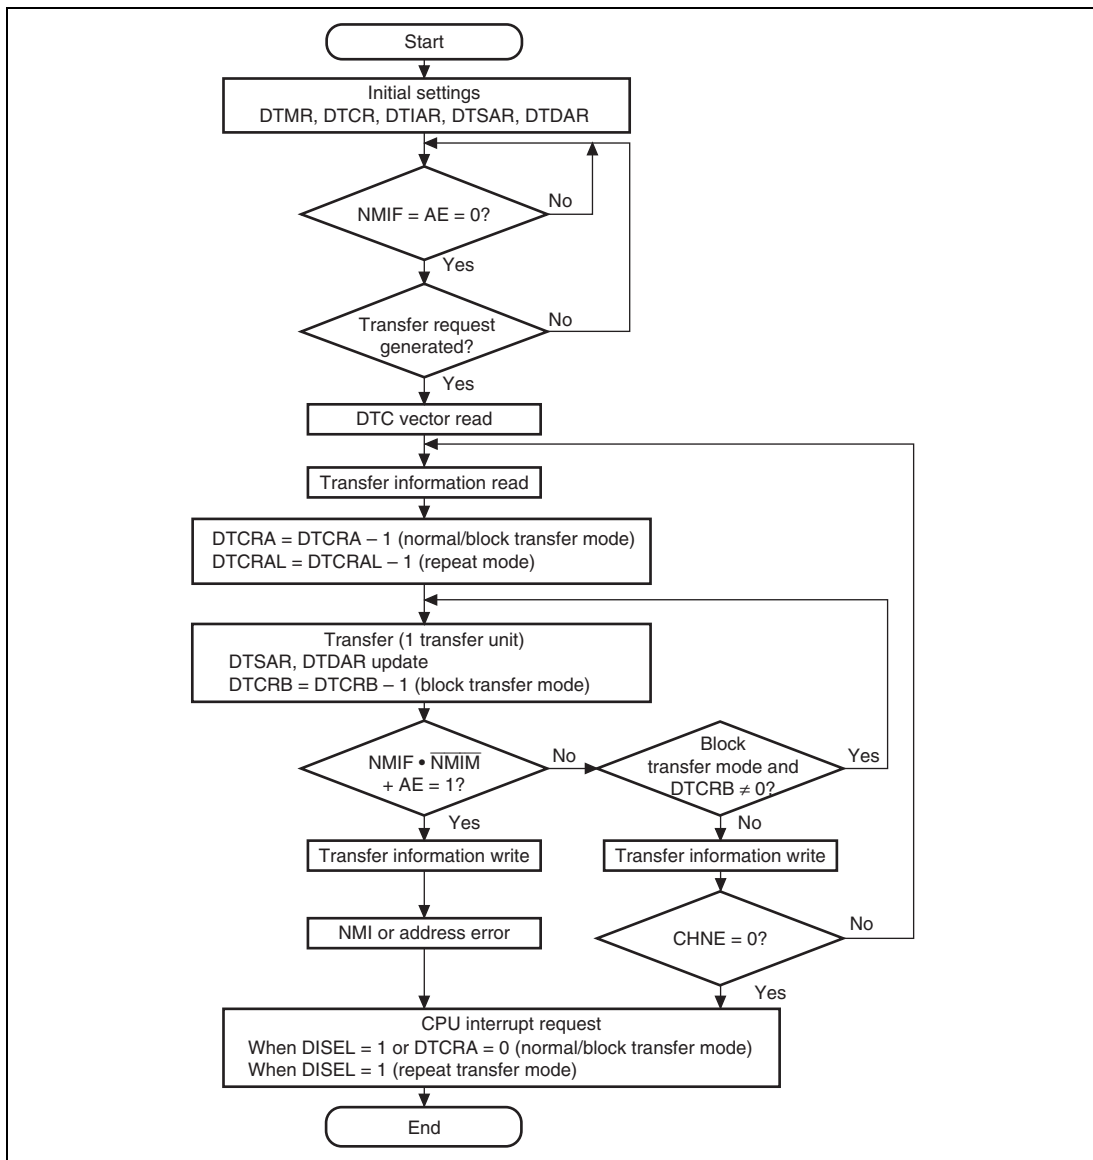 Start
Initial settings
DTMR, DTCR, DTIAR, DTSAR, DTDAR
NMIF = AE = 0?
No
Yes
Transfer request
generated?
No
Yes
DTC vector read
Transfer information read
DTCRA = DTCRA – 1 (normal/block transfer mode)
DTCRAL = DTCRAL – 1 (repeat mode)
Transfer (1 transfer unit)
DTSAR, DTDAR update
DTCRB = DTCRB – 1 (block transfer mode)
NMIF • N̅M̅I̅M̅
+ AE = 1?
No
Yes
Block
transfer mode and
DTCRB ≠ 0?
Yes
No
Transfer information write
Transfer information write
NMI or address error
CHNE = 0?
No
Yes
CPU interrupt request
When DISEL = 1 or DTCRA = 0 (normal/block transfer mode)
When DISEL = 1 (repeat transfer mode)
End